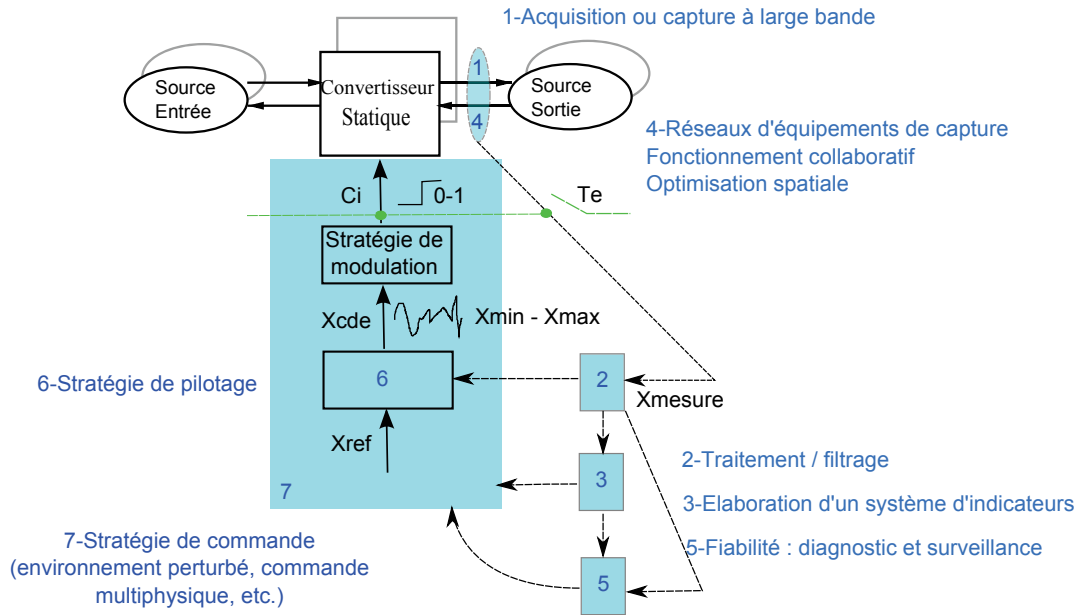 1-Acquisition ou capture à large bande
Source
Entrée
Convertisseur
Statique
1
4
Source
Sortie
4-Réseaux d'équipements de capture
Fonctionnement collaboratif
Optimisation spatiale
Ci
0-1
Te
Stratégie de
modulation
Xcde
Xmin - Xmax
6-Stratégie de pilotage
6
2
Xmesure
Xref
7
3
2-Traitement / filtrage
3-Elaboration d'un système d'indicateurs
5-Fiabilité : diagnostic et surveillance
7-Stratégie de commande
(environnement perturbé, commande
multiphysique, etc.)
5